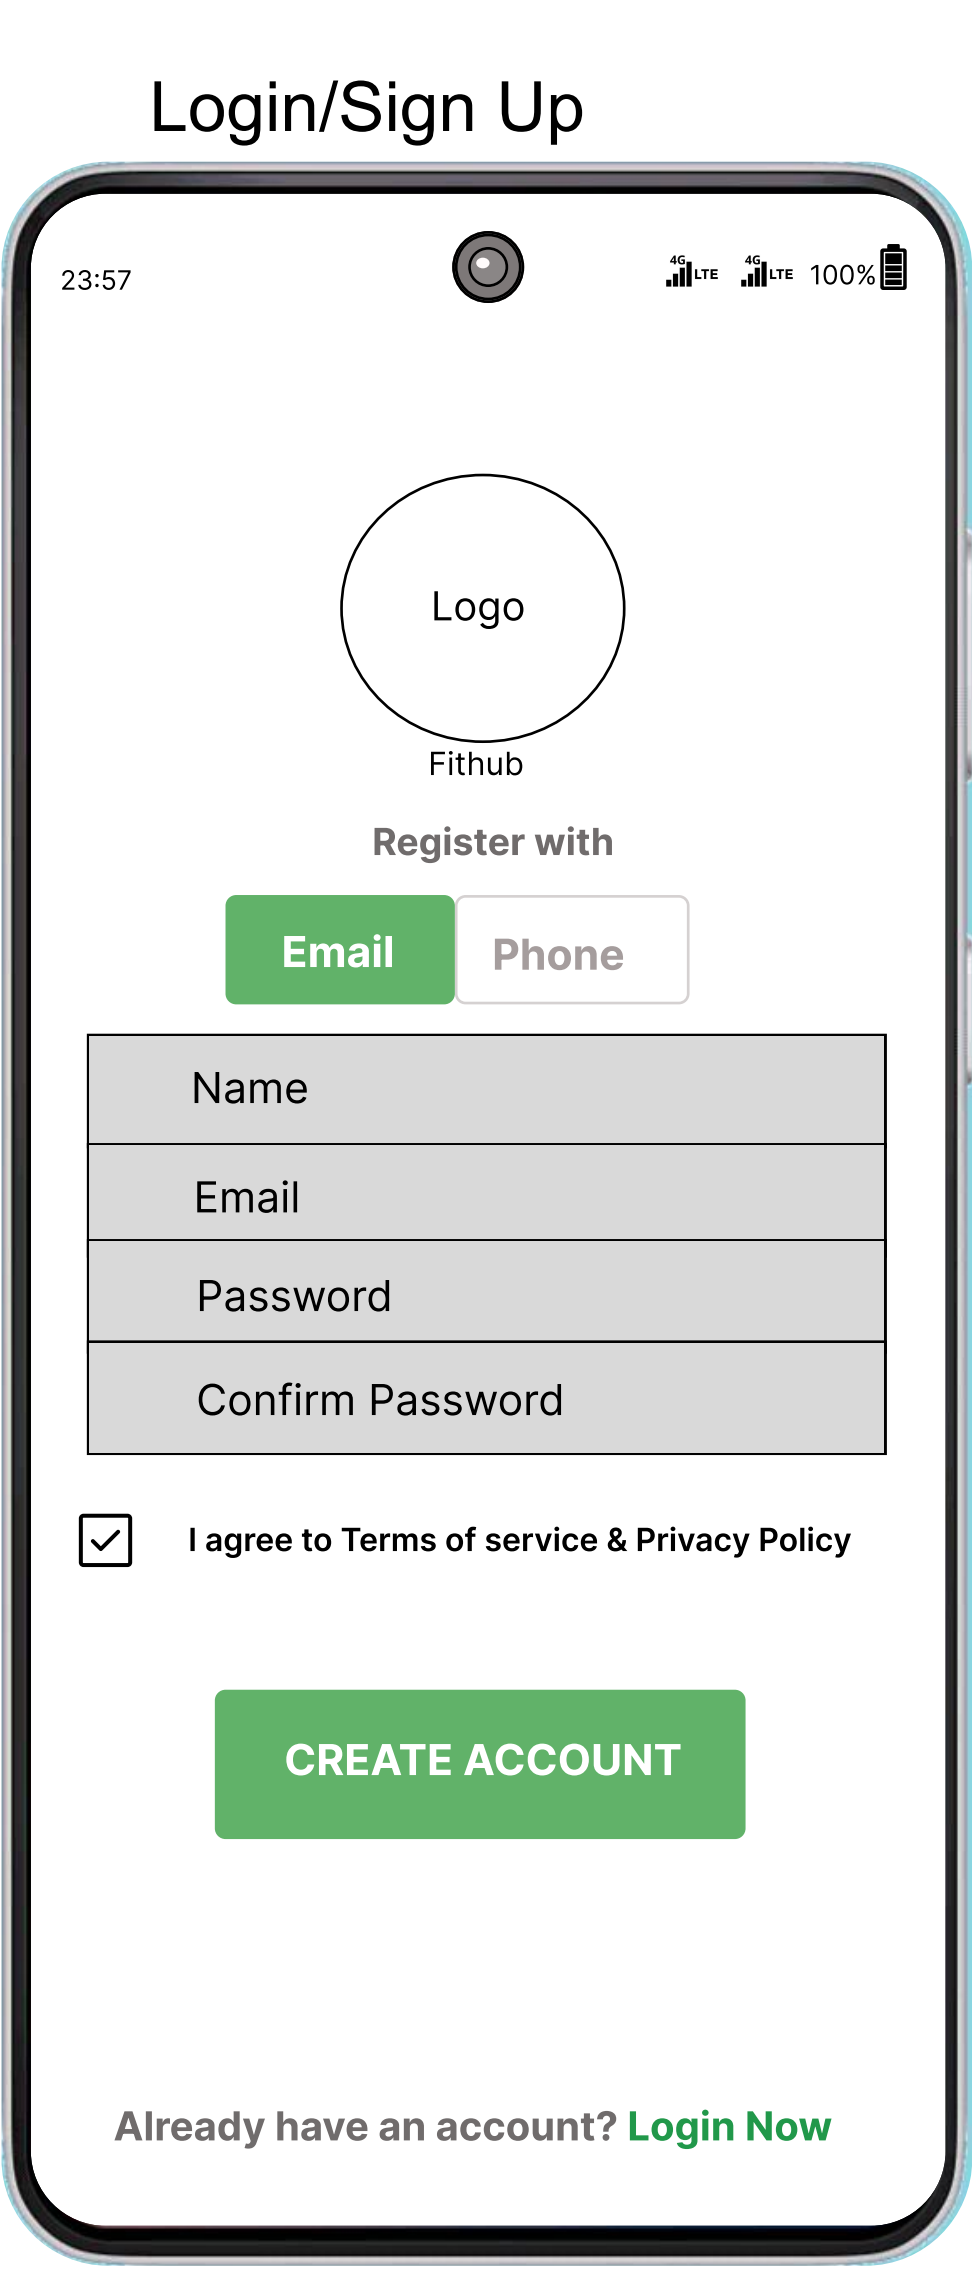 Login/Sign Up
23:57
4G LTE 4G LTE 100%
Logo
Fithub
Register with
Email Phone
Name
Email
Password
Confirm Password
I agree to Terms of service & Privacy Policy
CREATE ACCOUNT
Already have an account? Login Now